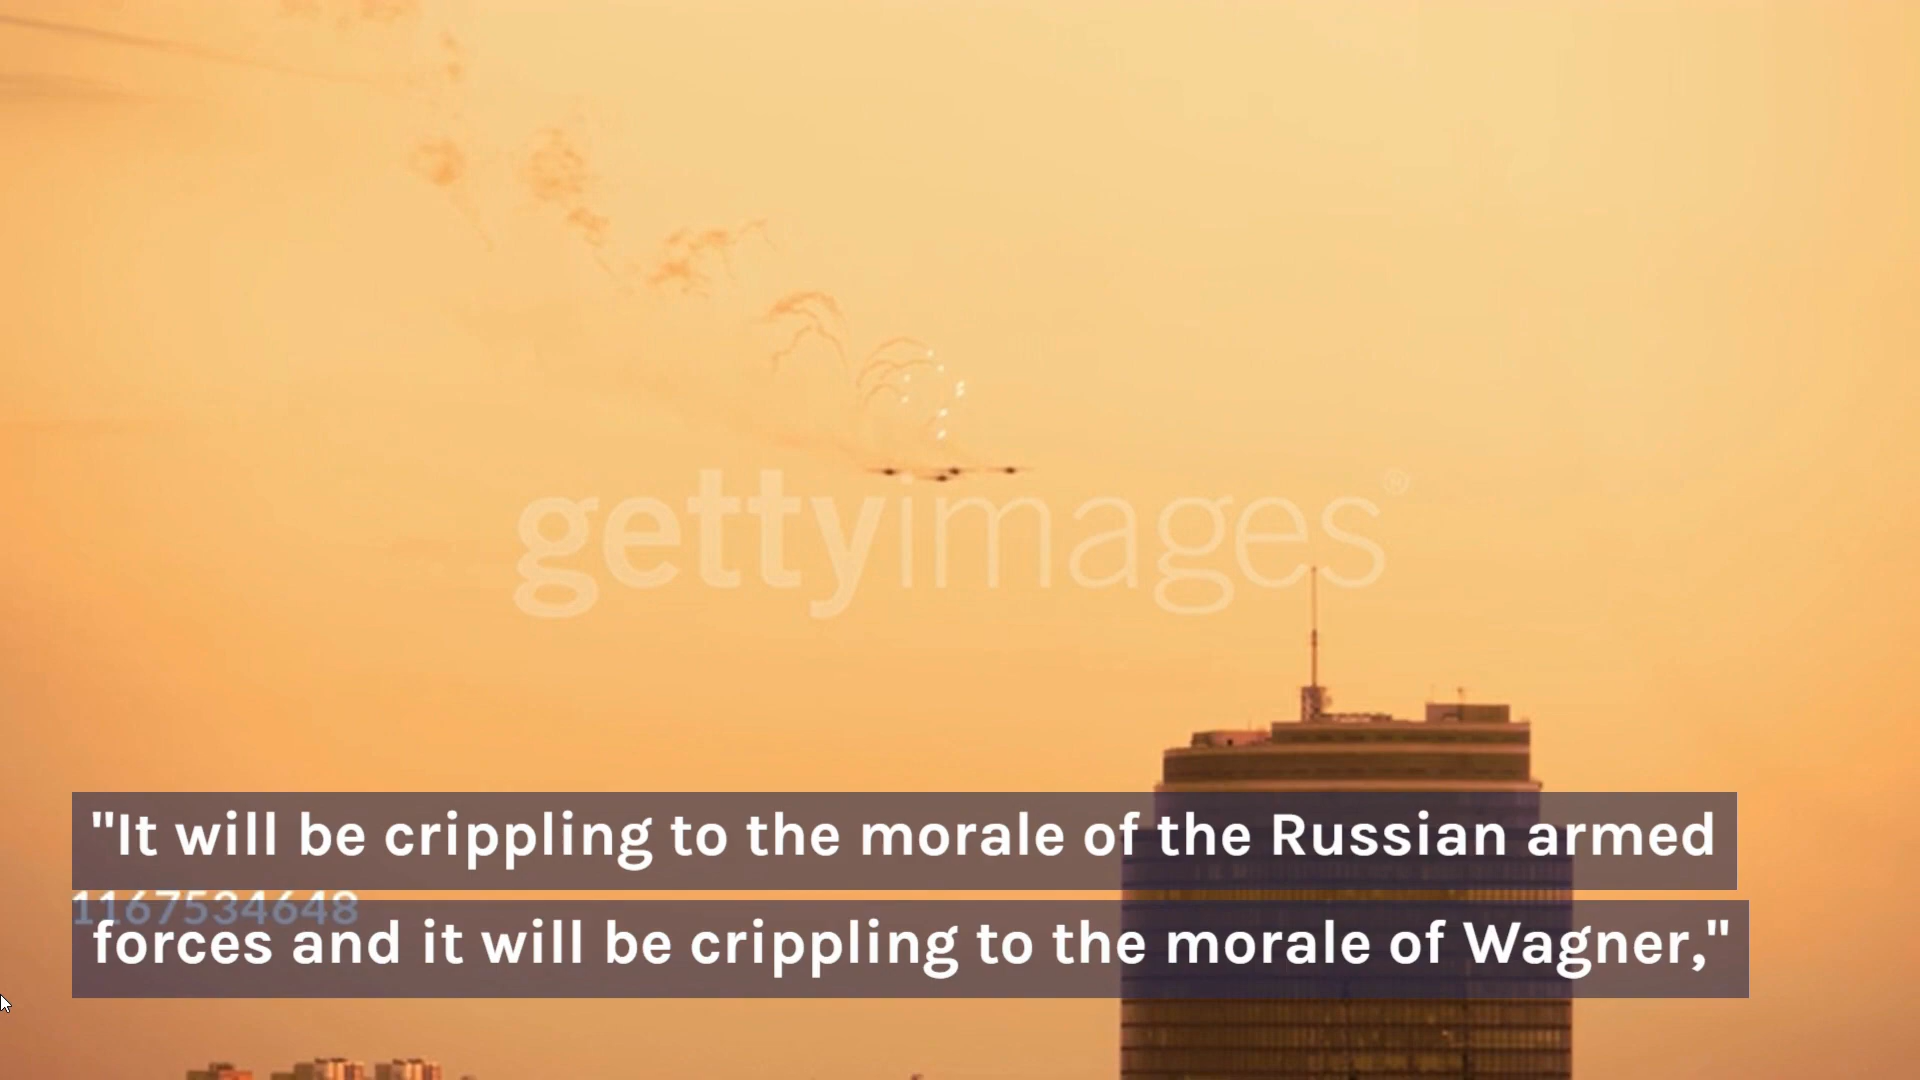 gettyimages®
"It will be crippling to the morale of the Russian armed
1167534648
forces and it will be crippling to the morale of Wagner,"